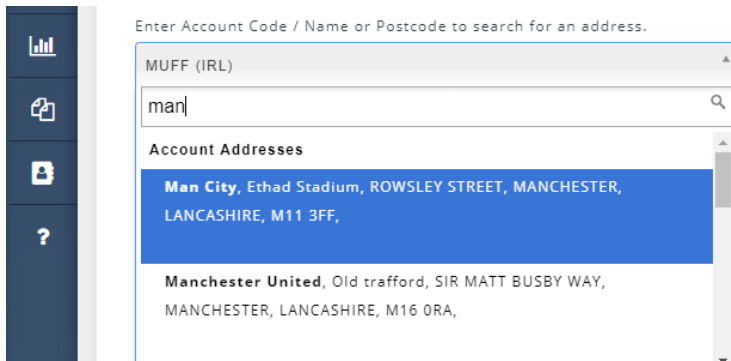 Enter Account Code / Name or Postcode to search for an address.
MUFF (IRL)
man
Account Addresses
Man City, Ethad Stadium, ROWSLEY STREET, MANCHESTER,
LANCASHIRE, M11 3FF,
Manchester United, Old trafford, SIR MATT BUSBY WAY,
MANCHESTER, LANCASHIRE, M16 0RA,
?